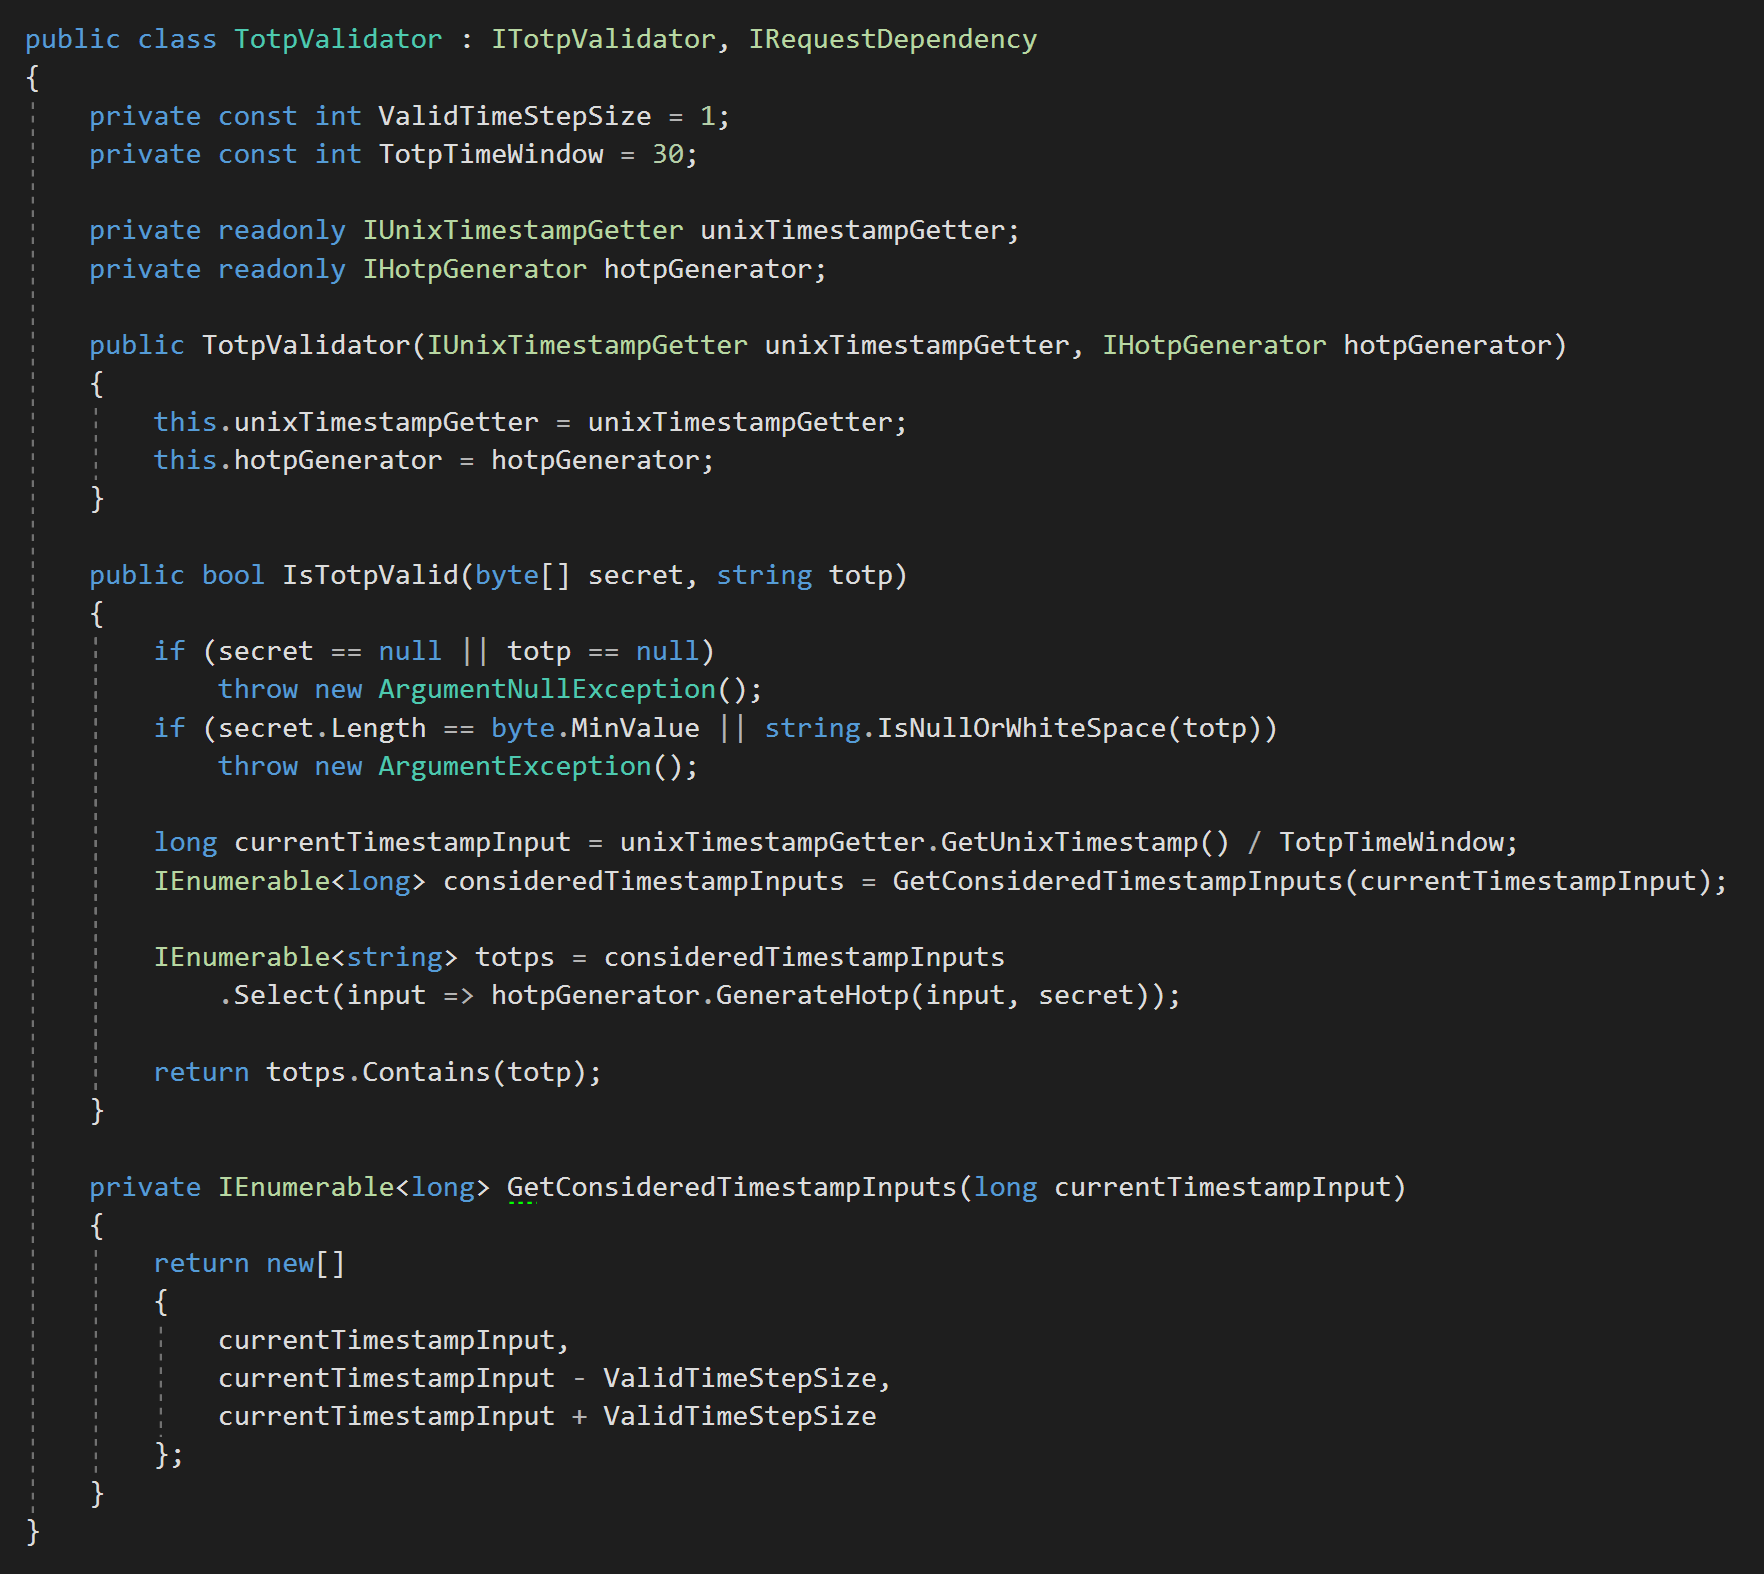 public class TotpValidator : ITotpValidator, IRequestDependency
{
    private const int ValidTimeStepSize = 1;
    private const int TotpTimeWindow = 30;

    private readonly IUnixTimestampGetter unixTimestampGetter;
    private readonly IHotpGenerator hotpGenerator;

    public TotpValidator(IUnixTimestampGetter unixTimestampGetter, IHotpGenerator hotpGenerator)
    {
        this.unixTimestampGetter = unixTimestampGetter;
        this.hotpGenerator = hotpGenerator;
    }

    public bool IsTotpValid(byte[] secret, string totp)
    {
        if (secret == null || totp == null)
            throw new ArgumentNullException();
        if (secret.Length == byte.MinValue || string.IsNullOrWhiteSpace(totp))
            throw new ArgumentException();

        long currentTimestampInput = unixTimestampGetter.GetUnixTimestamp() / TotpTimeWindow;
        IEnumerable<long> consideredTimestampInputs = GetConsideredTimestampInputs(currentTimestampInput);

        IEnumerable<string> totps = consideredTimestampInputs
            .Select(input => hotpGenerator.GenerateHotp(input, secret));

        return totps.Contains(totp);
    }

    private IEnumerable<long> GetConsideredTimestampInputs(long currentTimestampInput)
    {
        return new[]
        {
            currentTimestampInput,
            currentTimestampInput - ValidTimeStepSize,
            currentTimestampInput + ValidTimeStepSize
        };
    }
}